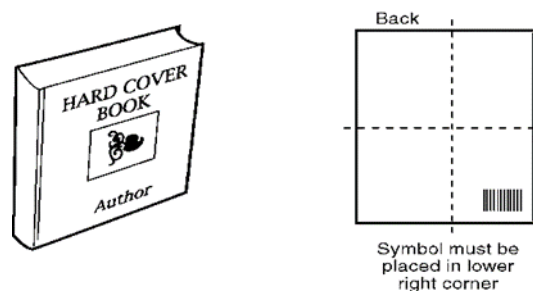 HARD COVER
BOOK
Author
Back
Symbol must be
placed in lower
right corner